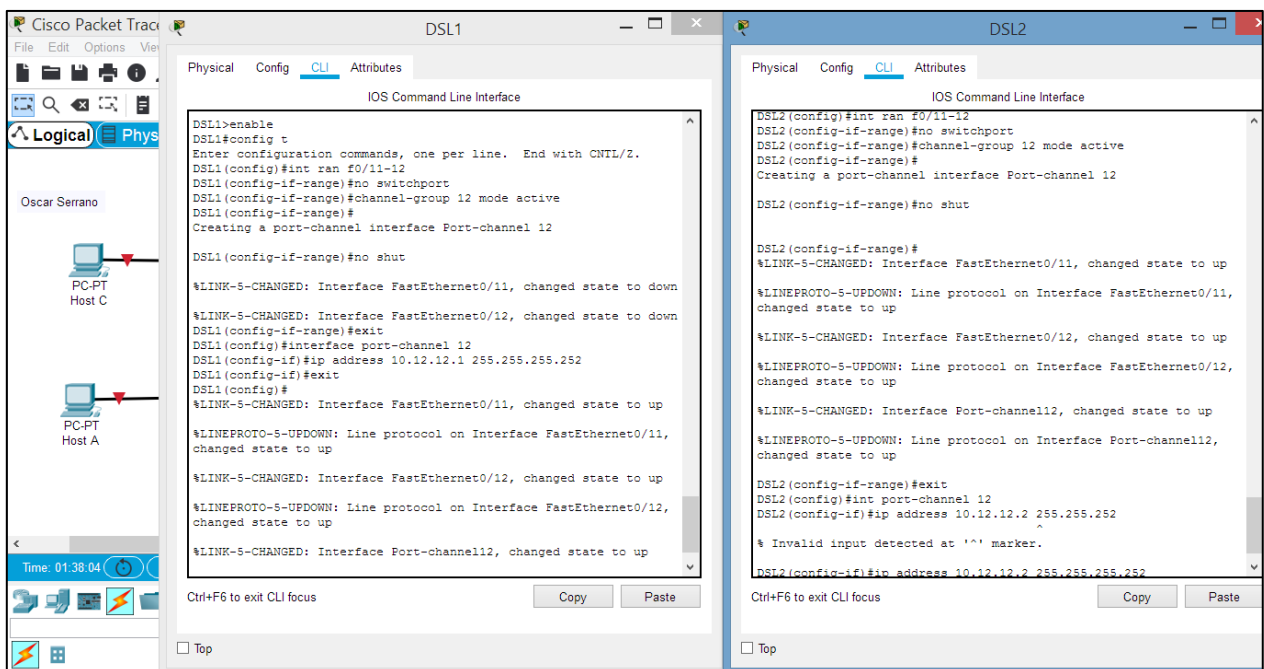 Cisco Packet Trac
File Edit Options Vie
Logical Phys
Oscar Serrano
PC-PT
Host C
PC-PT
Host A
Time: 01:38:04
DSL1
Physical Config CLI Attributes
IOS Command Line Interface
DSL1>enable
DSL1#config t
Enter configuration commands, one per line. End with CNTL/Z.
DSL1(config)#int ran f0/11-12
DSL1(config-if-range)#no switchport
DSL1(config-if-range)#channel-group 12 mode active
DSL1(config-if-range)#
Creating a port-channel interface Port-channel 12
DSL1(config-if-range)#no shut
%LINK-5-CHANGED: Interface FastEthernet0/11, changed state to down
%LINK-5-CHANGED: Interface FastEthernet0/12, changed state to down
DSL1(config-if-range)#exit
DSL1(config)#interface port-channel 12
DSL1(config-if)#ip address 10.12.12.1 255.255.255.252
DSL1(config-if)#exit
DSL1(config)#
%LINK-5-CHANGED: Interface FastEthernet0/11, changed state to up
%LINEPROTO-5-UPDOWN: Line protocol on Interface FastEthernet0/11,
changed state to up
%LINK-5-CHANGED: Interface FastEthernet0/12, changed state to up
%LINEPROTO-5-UPDOWN: Line protocol on Interface FastEthernet0/12,
changed state to up
%LINK-5-CHANGED: Interface Port-channel12, changed state to up
Ctrl+F6 to exit CLI focus
Copy Paste
Top
DSL2
Physical Config CLI Attributes
IOS Command Line Interface
DSL2(config)#int ran f0/11-12
DSL2(config-if-range)#no switchport
DSL2(config-if-range)#channel-group 12 mode active
DSL2(config-if-range)#
Creating a port-channel interface Port-channel 12
DSL2(config-if-range)#no shut
DSL2(config-if-range)#
%LINK-5-CHANGED: Interface FastEthernet0/11, changed state to up
%LINEPROTO-5-UPDOWN: Line protocol on Interface FastEthernet0/11,
changed state to up
%LINK-5-CHANGED: Interface FastEthernet0/12, changed state to up
%LINEPROTO-5-UPDOWN: Line protocol on Interface FastEthernet0/12,
changed state to up
%LINK-5-CHANGED: Interface Port-channel12, changed state to up
%LINEPROTO-5-UPDOWN: Line protocol on Interface Port-channel12,
changed state to up
DSL2(config-if-range)#exit
DSL2(config)#int port-channel 12
DSL2(config-if)#ip address 10.12.12.2 255.255.252
^
% Invalid input detected at '^' marker.
DSL2(config-if)#ip address 10.12.12.2 255.255.255.252
Ctrl+F6 to exit CLI focus
Copy Paste
Top